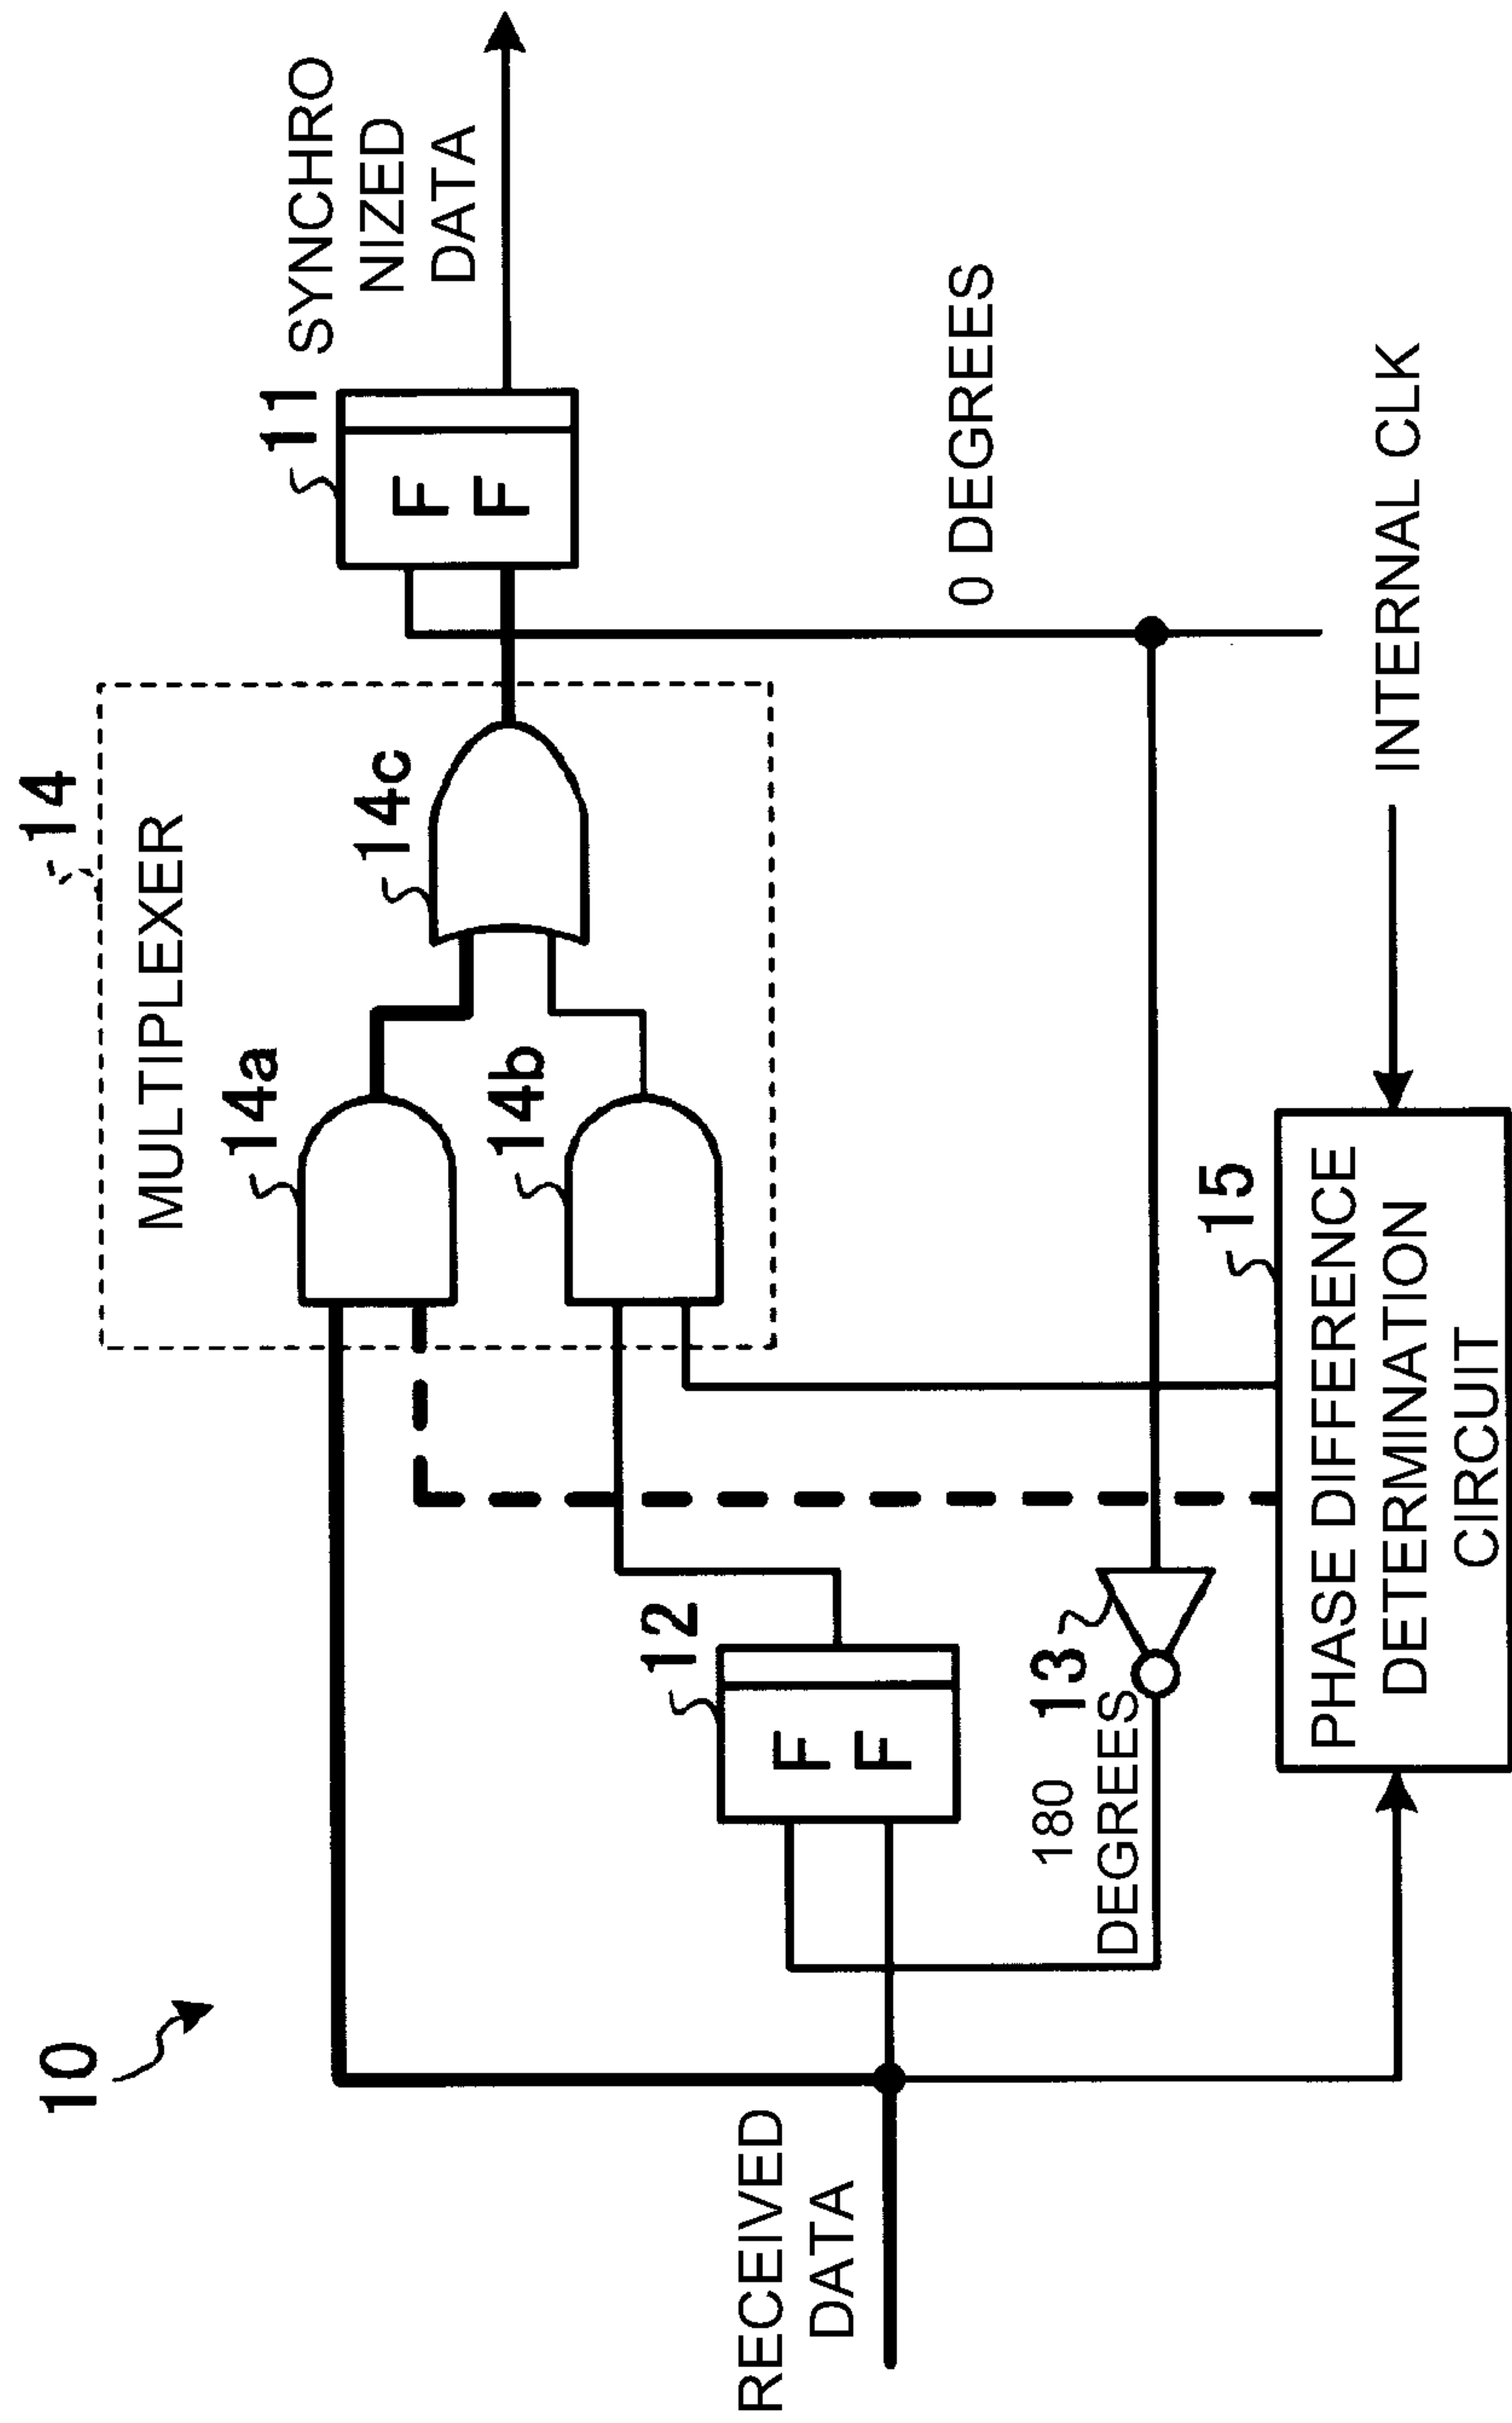 10
14
MULTIPLEXER
14a
14b
14c
11
F
F
SYNCHRO
NIZED
DATA
RECEIVED
DATA
12
F
F
13
180
DEGREES
0 DEGREES
15
PHASE DIFFERENCE
DETERMINATION
CIRCUIT
INTERNAL CLK